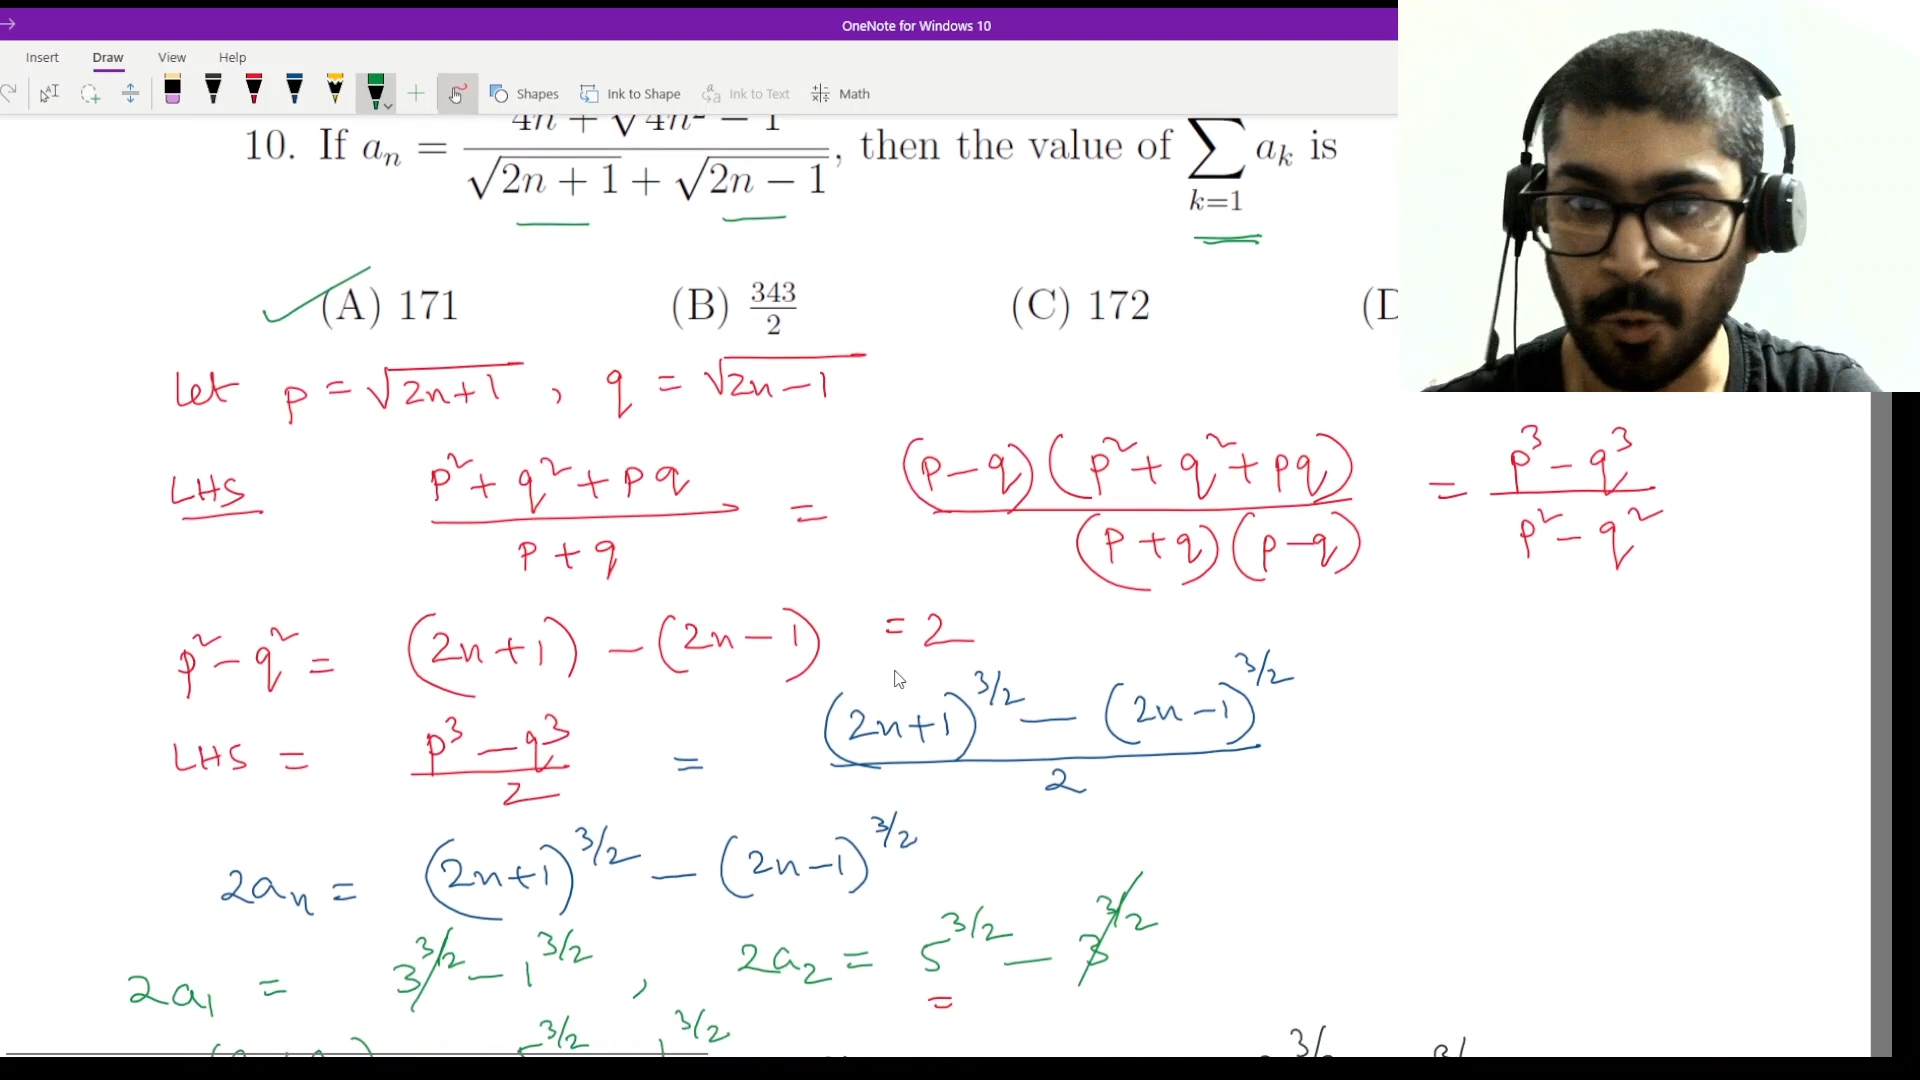 OneNote for Windows 10
Insert Draw View Help
Shapes Ink to Shape Ink to Text Math
10. If aₙ = (4n + √(4n² − 1))/(√(2n + 1) + √(2n − 1)), then the value of ∑ₖ₌₁ aₖ is
(A) 171 (B) 343/2 (C) 172 (D
Let p = √(2n+1) , q = √(2n−1)
LHS (p² + q² + pq)/(p + q) = ((p − q)(p² + q² + pq))/((p + q)(p − q)) = (p³ − q³)/(p² − q²)
p² − q² = (2n+1) − (2n−1) = 2
LHS = (p³ − q³)/2 = ((2n+1)^3/2 − (2n−1)^3/2)/2
2aₙ = (2n+1)^3/2 − (2n−1)^3/2
2a₁ = 3^3/2 − 1^3/2 , 2a₂ = 5^3/2 − 3^3/2
=